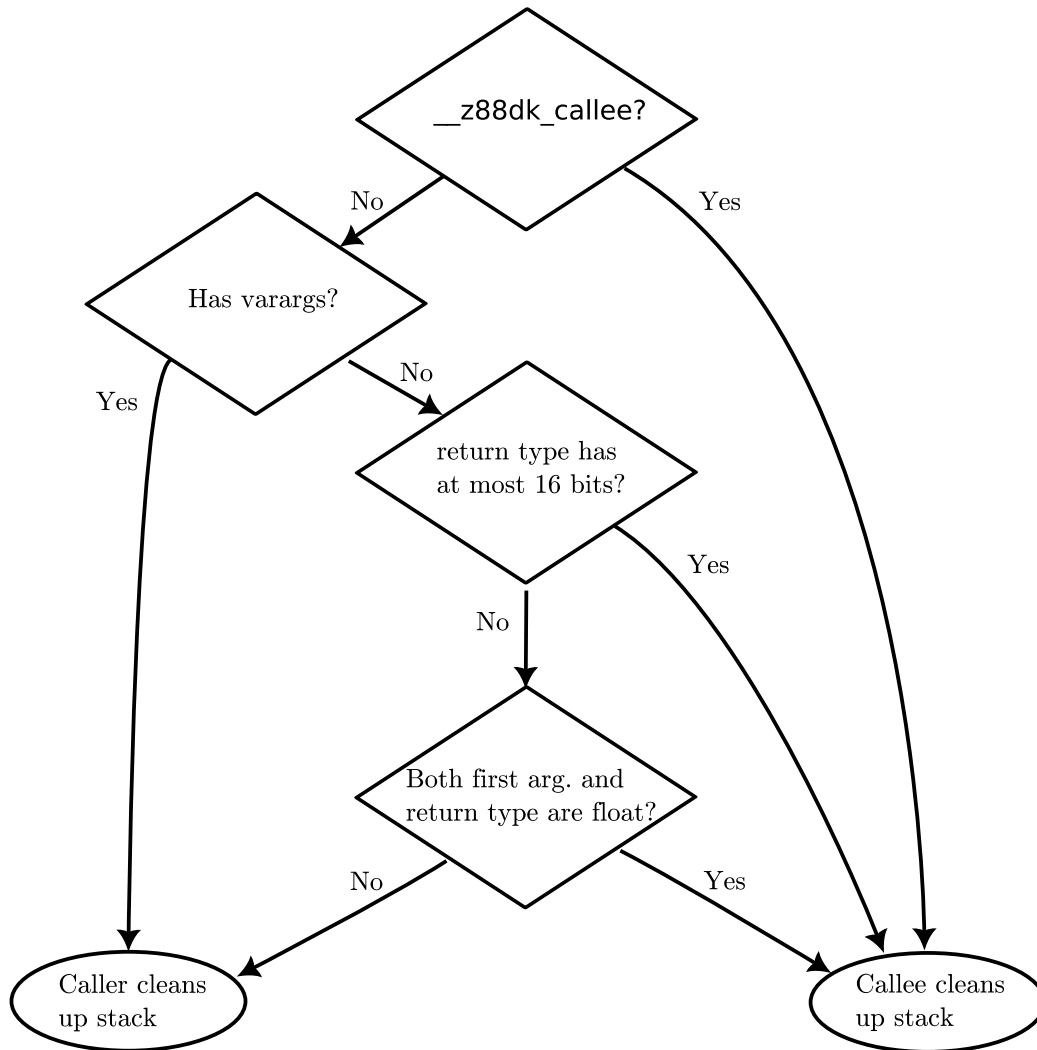 __z88dk_callee?
No
Yes
Has varargs?
Yes
No
return type has
at most 16 bits?
Yes
No
Both first arg. and
return type are float?
No
Yes
Caller cleans
up stack
Callee cleans
up stack